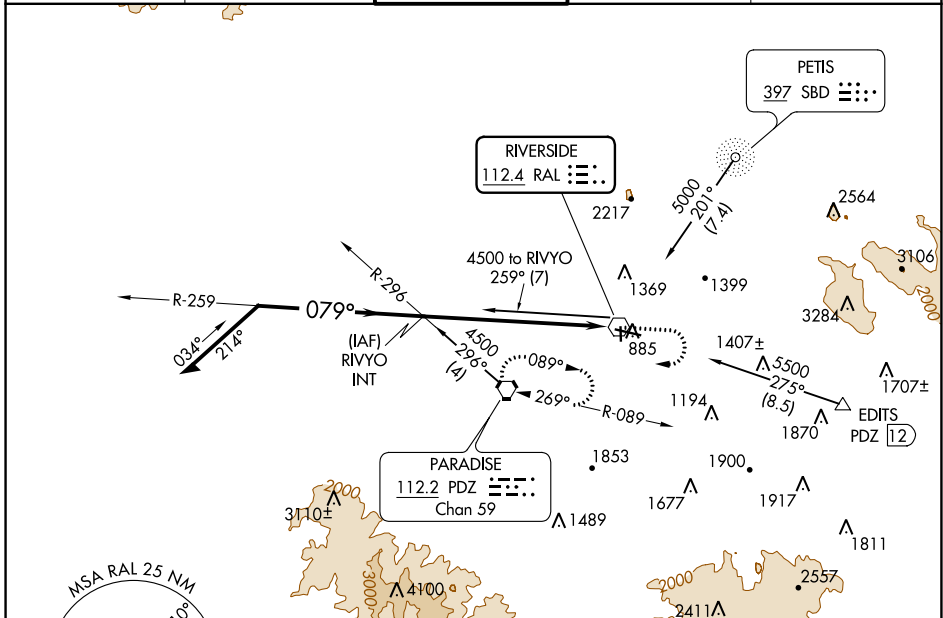 PETIS
397 SBD
RIVERSIDE
112.4 RAL
2217
5000
201°
(7.4)
2564
3106
2000
R-296
4500 to RIVYO
259° (7)
1369
1399
3284
R-259
079°
034°
214°
(IAF)
RIVYO
INT
4500
296°
(4)
885
1407±
5500
275°
(8.5)
1707±
089°
269°
R-089
1194
1870
EDITS
PDZ 12
PARADISE
112.2 PDZ
Chan 59
1853
1900
1677
1917
2000
3110±
1489
1811
MSA RAL 25 NM
3000
4100
2000
2557
2411